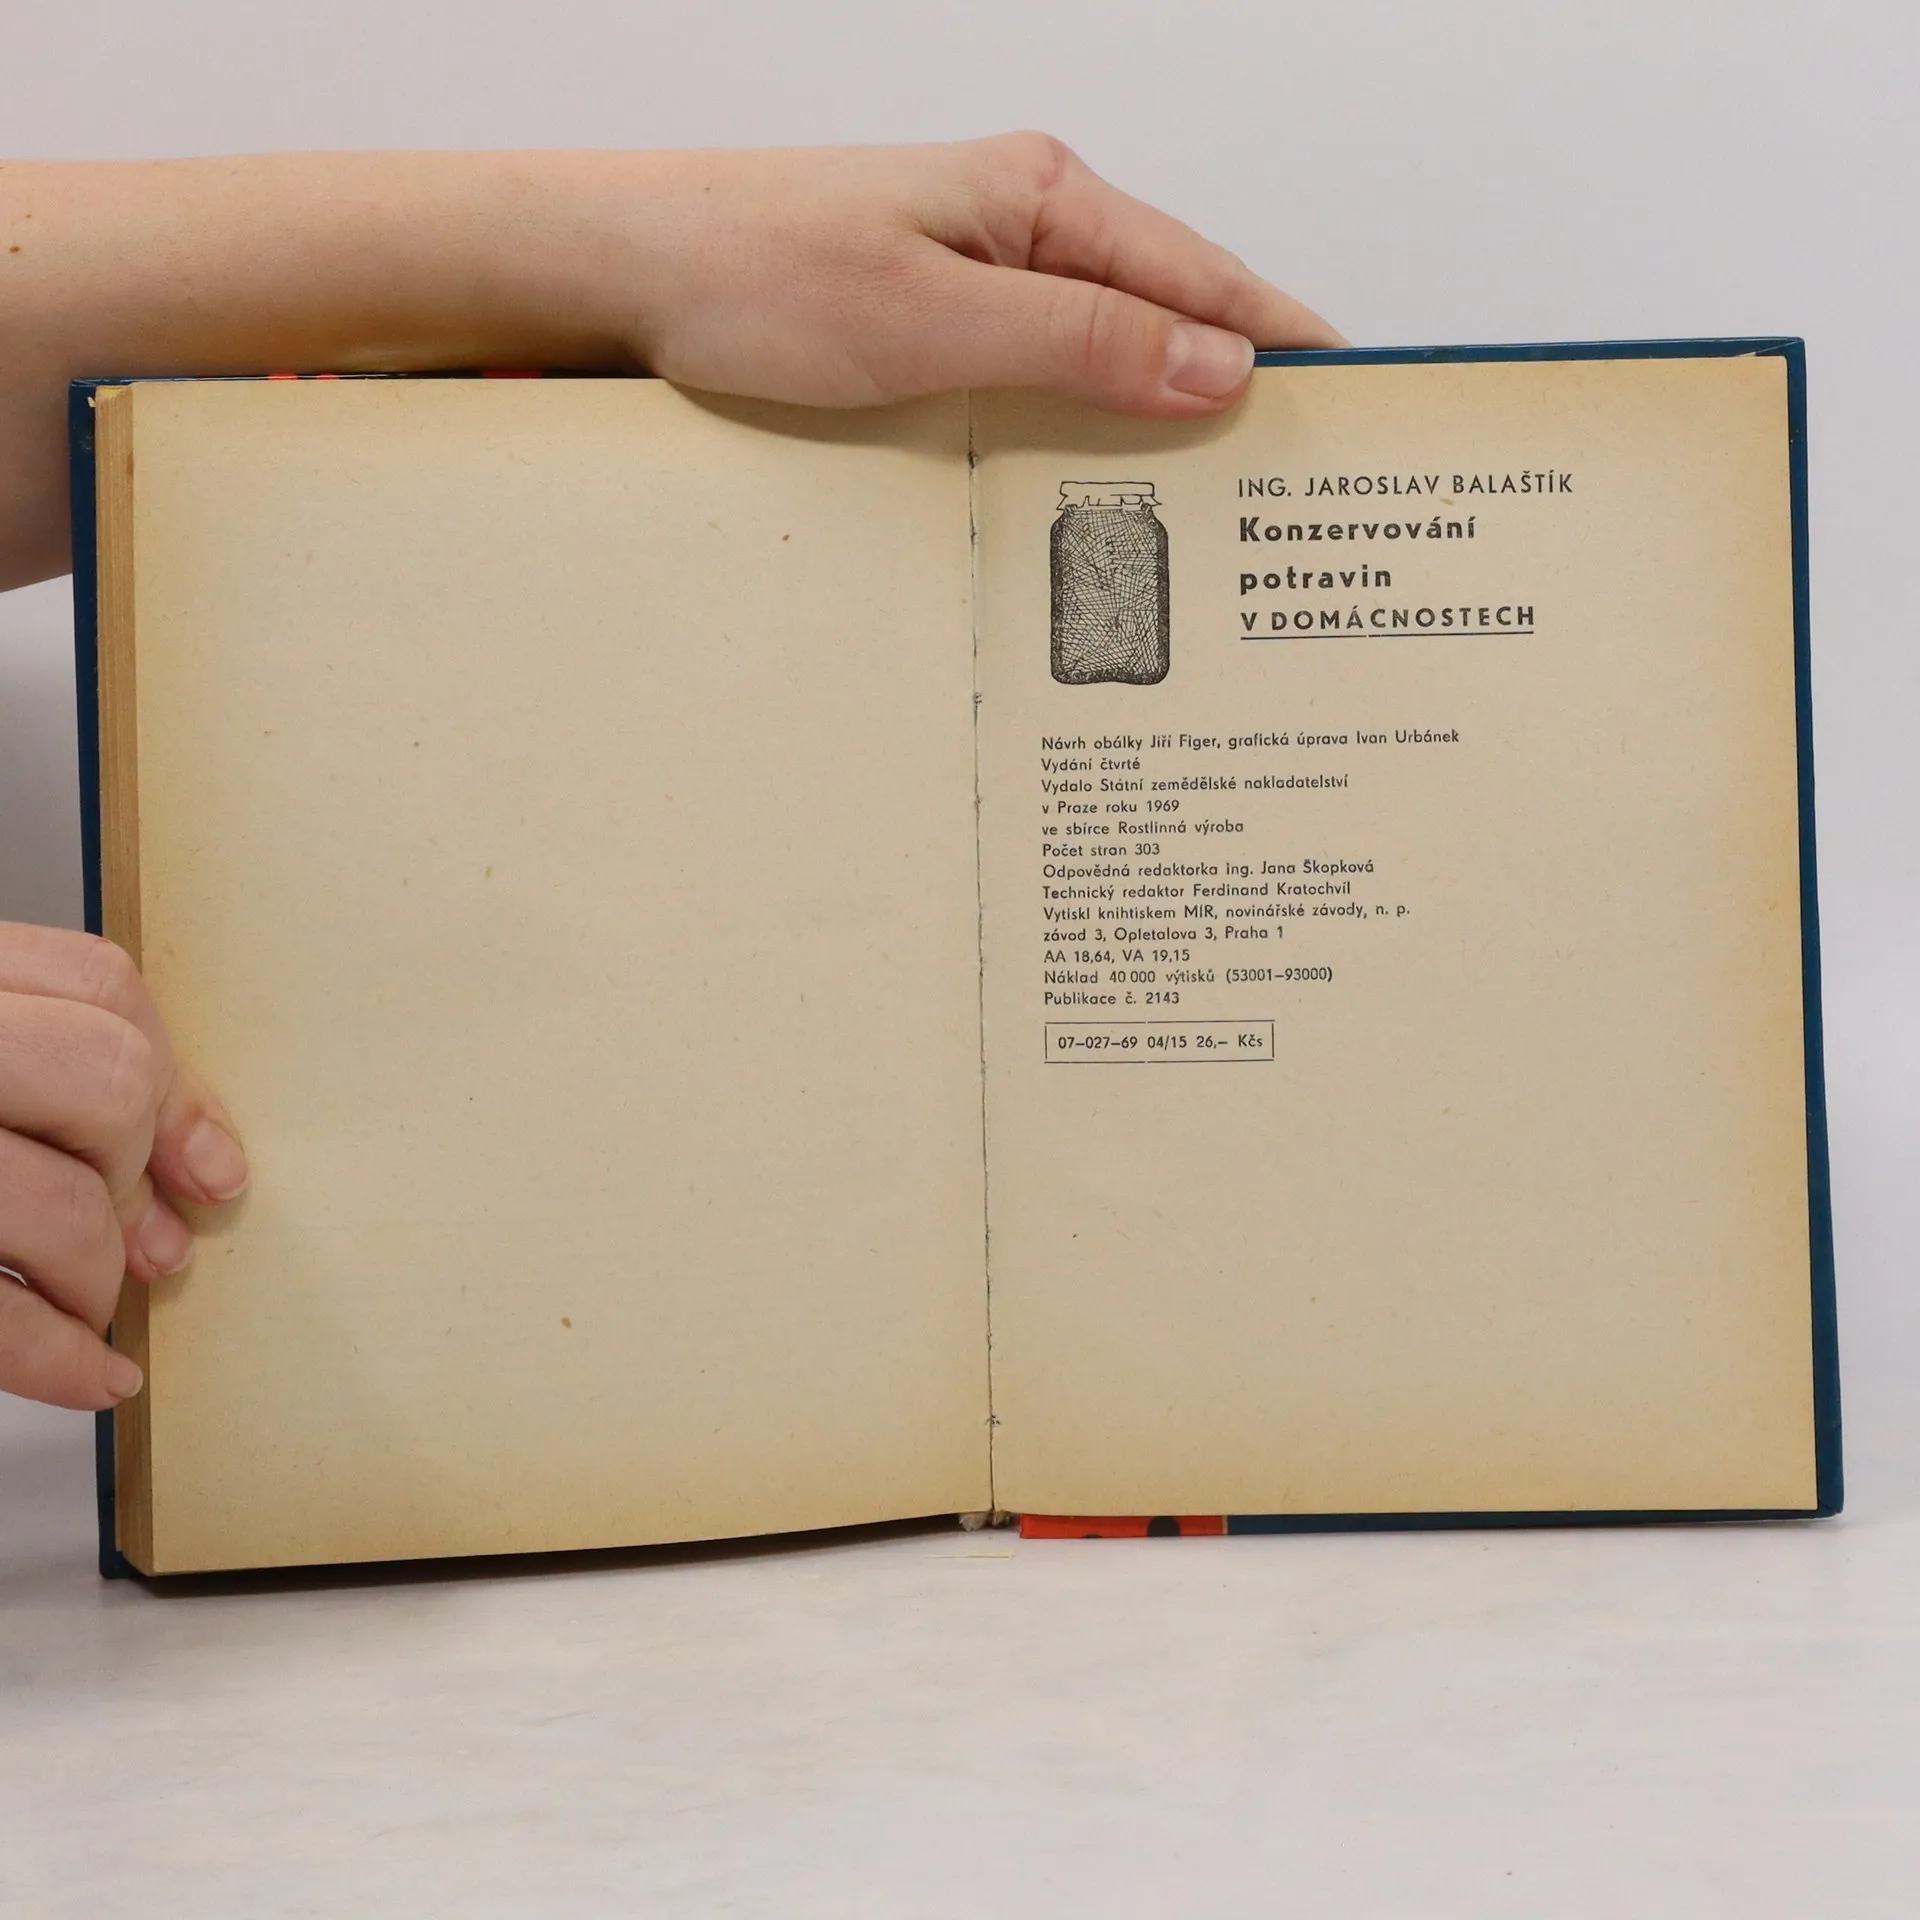 ING. JAROSLAV BALAŠTÍK
Konzervování
potravin
V DOMÁCNOSTECH
Návrh obálky Jiří Figer, grafická úprava Ivan Urbánek
Vydání čtvrté
Vydalo Státní zemědělské nakladatelství
v Praze roku 1969
ve sbírce Rostlinná výroba
Počet stran 303
Odpovědná redaktorka ing. Jana Škopková
Technický redaktor Ferdinand Kratochvíl
Vytiskl knihtiskem MÍR, novinářské závody, n. p.
závod 3, Opletalova 3, Praha 1
AA 18,64, VA 19,15
Náklad 40 000 výtisků (53001–93000)
Publikace č. 2143
07–027–69 04/15 26,– Kčs